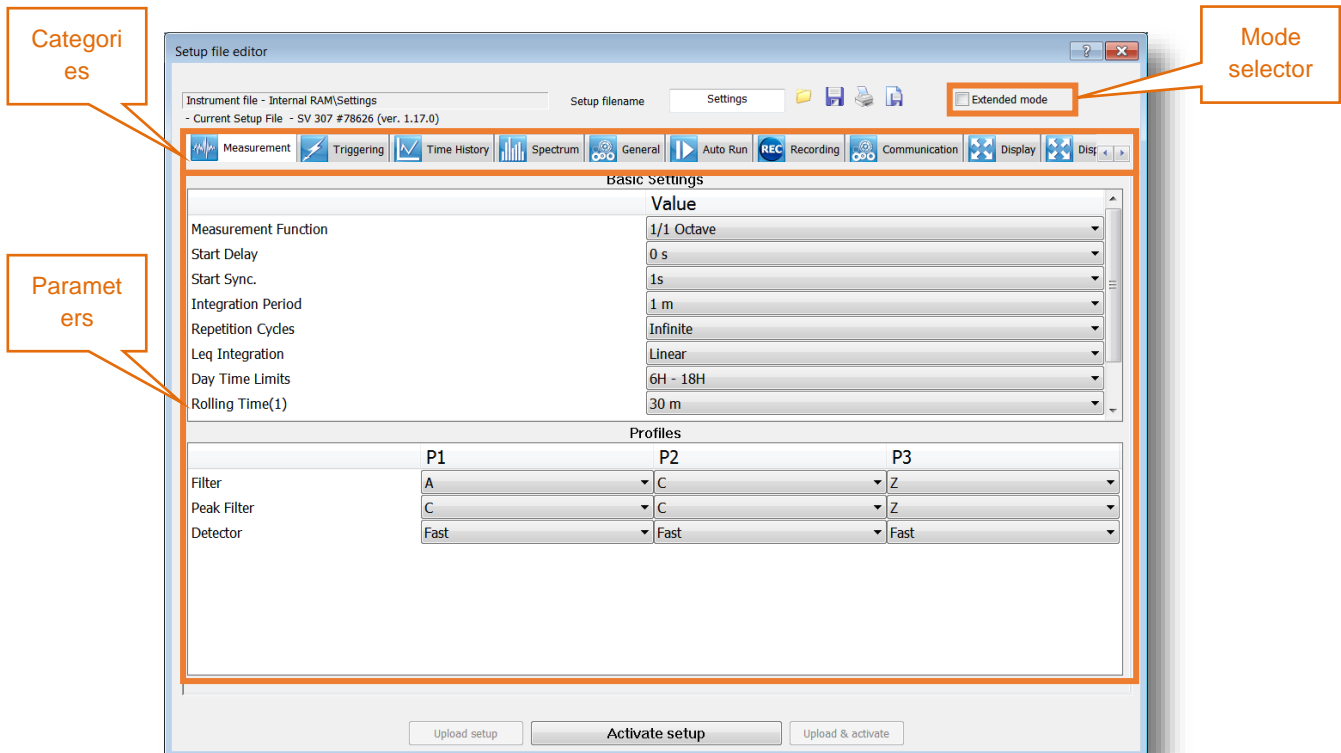 Categori
es
Mode
selector
Setup file editor
Instrument file - Internal RAM\Settings
Setup filename
Settings
Extended mode
- Current Setup File - SV 307 #78626 (ver. 1.17.0)
Measurement Triggering Time History Spectrum General Auto Run REC Recording Communication Display Disp
Basic Settings
Value
Measurement Function 1/1 Octave
Start Delay 0 s
Start Sync. 1s
Paramet
ers
Integration Period 1 m
Repetition Cycles Infinite
Leq Integration Linear
Day Time Limits 6H - 18H
Rolling Time(1) 30 m
Profiles
P1 P2 P3
Filter A C Z
Peak Filter C C Z
Detector Fast Fast Fast
Upload setup Activate setup Upload & activate